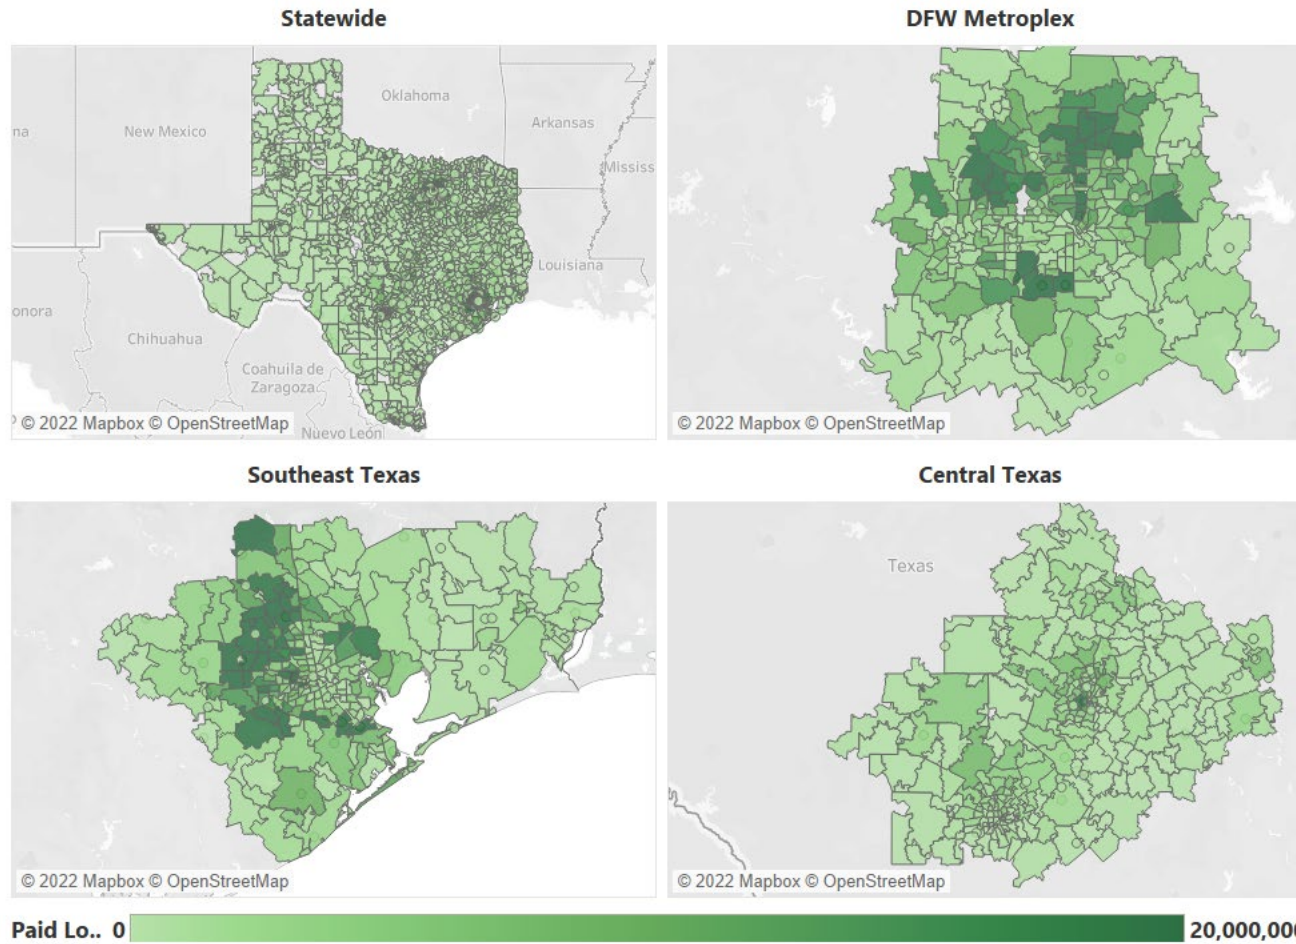 Statewide
DFW Metroplex
Oklahoma
New Mexico
Arkansas
Mississ
na
Louisiana
onora
Chihuahua
Coahuila de
Zaragoza
Nuevo León
© 2022 Mapbox © OpenStreetMap
© 2022 Mapbox © OpenStreetMap
Southeast Texas
Central Texas
Texas
© 2022 Mapbox © OpenStreetMap
© 2022 Mapbox © OpenStreetMap
Paid Lo.. 0
20,000,000